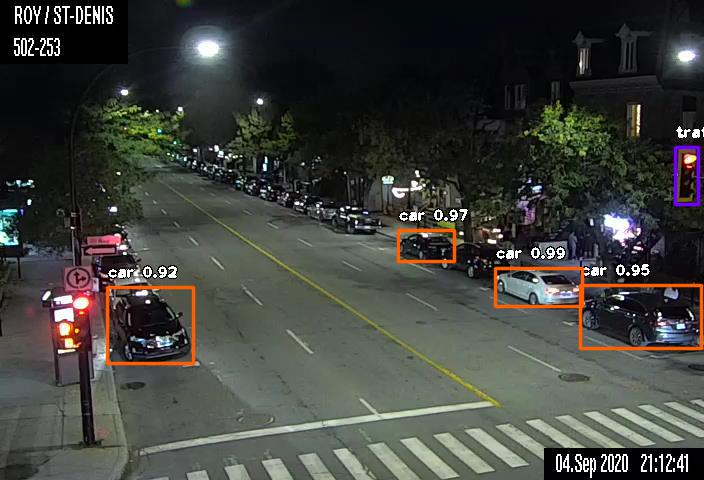 ROY / ST-DENIS
502-253
traf
car 0.97
car 0.99
car 0.92
car 0.95
04.Sep 2020 21:12:41